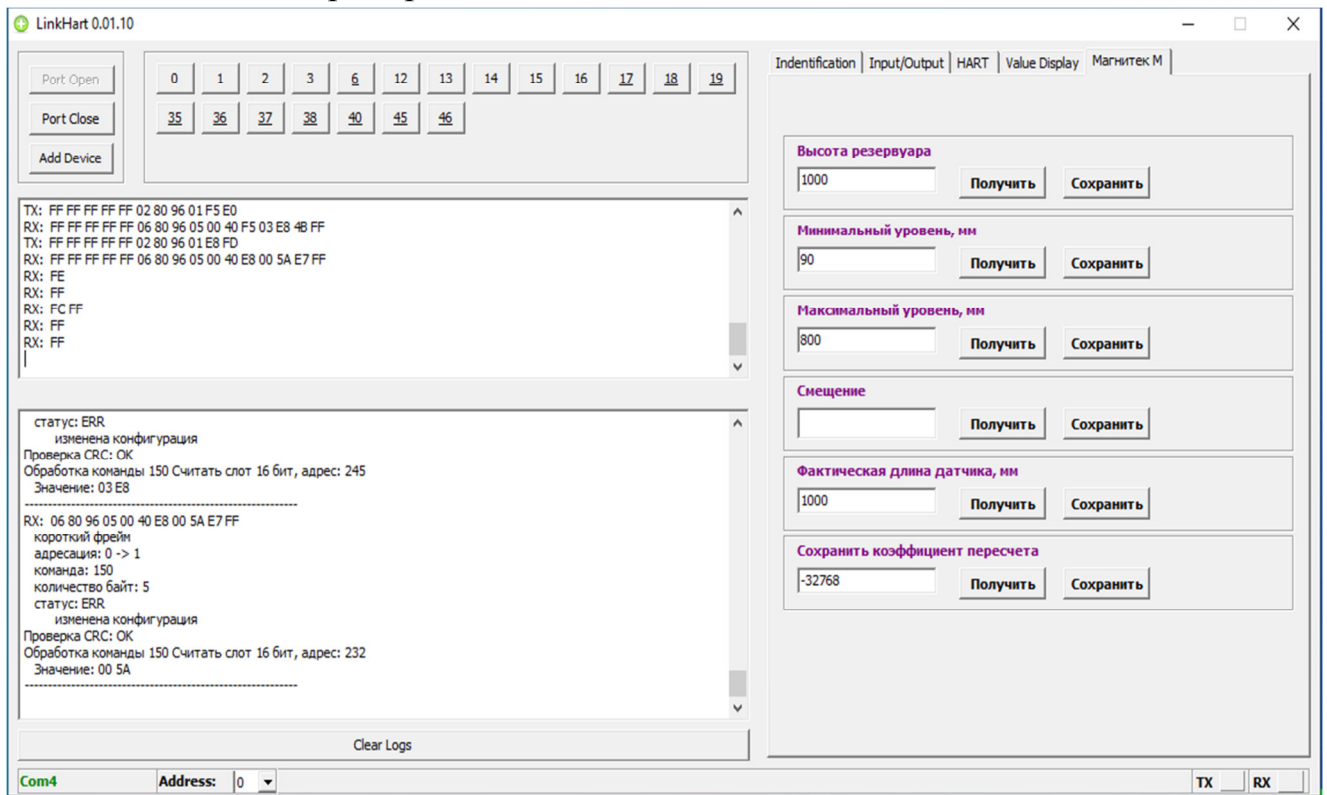 LinkHart 0.01.10
Port Open
Port Close
Add Device
0 1 2 3 6 12 13 14 15 16 17 18 19
35 36 37 38 40 45 46
TX: FF FF FF FF FF 02 80 96 01 F5 E0
RX: FF FF FF FF FF 06 80 96 05 00 40 F5 03 E8 4B FF
TX: FF FF FF FF FF 02 80 96 01 E8 FD
RX: FF FF FF FF FF 06 80 96 05 00 40 E8 00 5A E7 FF
RX: FE
RX: FF
RX: FC FF
RX: FF
RX: FF
статус: ERR
изменена конфигурация
Проверка CRC: OK
Обработка команды 150 Считать слот 16 бит, адрес: 245
Значение: 03 E8
------------------------------------------------------------
RX: 06 80 96 05 00 40 E8 00 5A E7 FF
короткий фрейм
адресация: 0 -> 1
команда: 150
количество байт: 5
статус: ERR
изменена конфигурация
Проверка CRC: OK
Обработка команды 150 Считать слот 16 бит, адрес: 232
Значение: 00 5A
------------------------------------------------------------
Clear Logs
Indentification Input/Output HART Value Display Магнитек М
Высота резервуара
1000 Получить Сохранить
Минимальный уровень, мм
90 Получить Сохранить
Максимальный уровень, мм
800 Получить Сохранить
Смещение
Получить Сохранить
Фактическая длина датчика, мм
1000 Получить Сохранить
Сохранить коэффициент пересчета
-32768 Получить Сохранить
Com4 Address: 0 TX RX